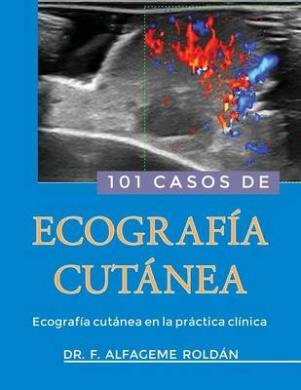 101 CASOS DE
ECOGRAFÍA
CUTÁNEA
Ecografía cutánea en la práctica clínica
DR. F. ALFAGEME ROLDÁN